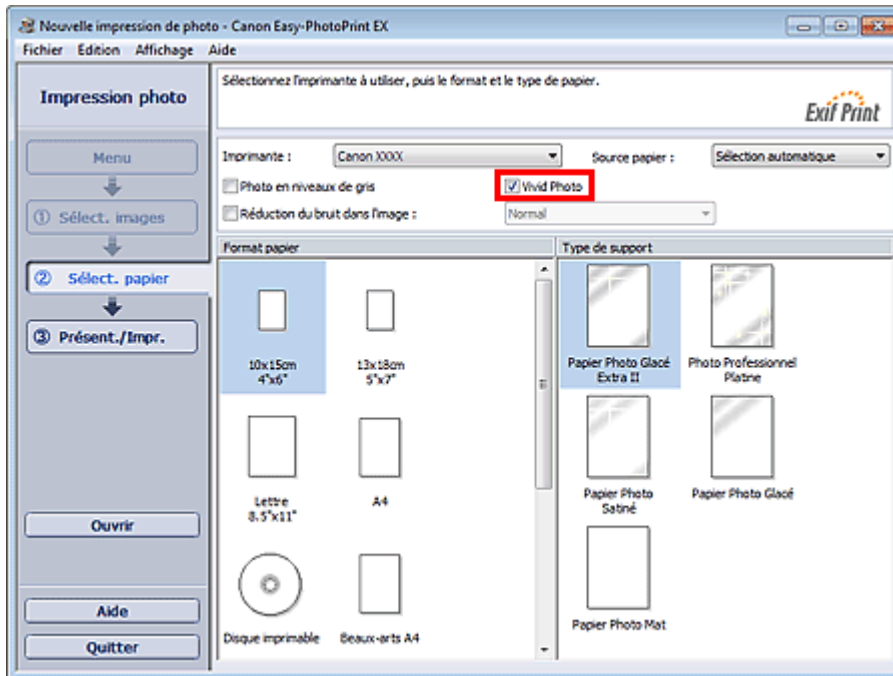 Nouvelle impression de photo - Canon Easy-PhotoPrint EX
Fichier Edition Affichage Aide
Impression photo
Sélectionnez l'imprimante à utiliser, puis le format et le type de papier.
Exif Print
Menu
① Sélect. images
② Sélect. papier
③ Présent./Impr.
Ouvrir
Aide
Quitter
Imprimante :
Canon XXXX
Source papier :
Sélection automatique
Photo en niveaux de gris
Vivid Photo
Réduction du bruit dans l'image :
Normal
Format papier
10x15cm
4"x6"
13x18cm
5"x7"
Lettre
8.5"x11"
A4
Disque imprimable
Beaux-arts A4
Type de support
Papier Photo Glacé
Extra II
Photo Professionnel
Platine
Papier Photo
Satiné
Papier Photo Glacé
Papier Photo Mat